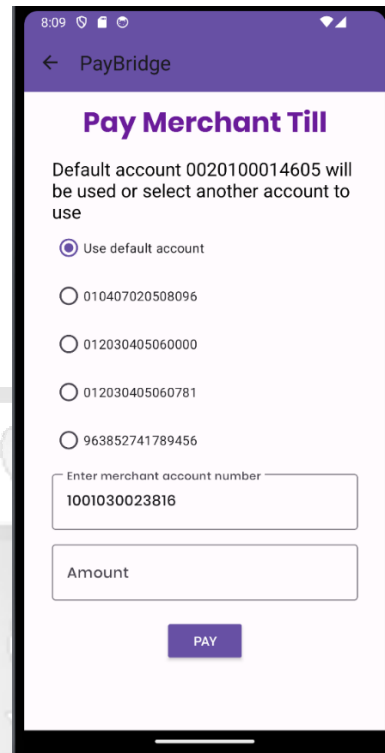 8:09
PayBridge
Pay Merchant Till
Default account 0020100014605 will
be used or select another account to
use
Use default account
010407020508096
012030405060000
012030405060781
963852741789456
Enter merchant account number
1001030023816
Amount
PAY